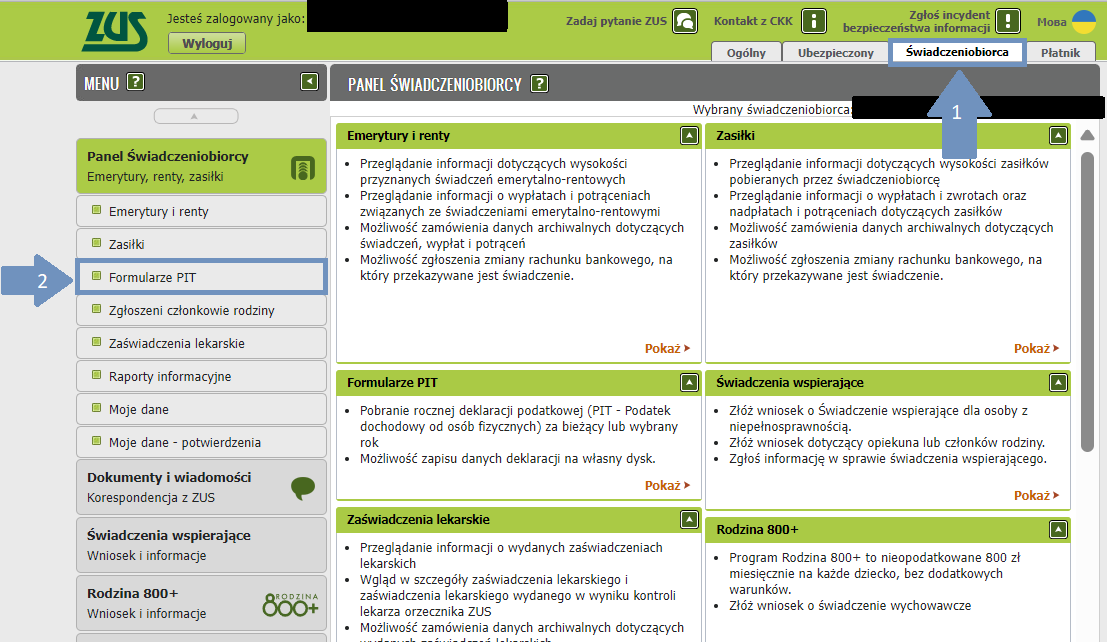 ZUS
Jesteś zalogowany jako:
Wyloguj
Zadaj pytanie ZUS
Kontakt z CKK
Zgłoś incydent
bezpieczeństwa informacji
Мова
Ogólny
Ubezpieczony
Świadczeniobiorca
Płatnik
1
MENU ?
PANEL ŚWIADCZENIOBIORCY ?
Wybrany świadczeniobiorca:
Panel Świadczeniobiorcy
Emerytury, renty, zasiłki
Emerytury i renty
Zasiłki
2
Formularze PIT
Zgłoszeni członkowie rodziny
Zaświadczenia lekarskie
Raporty informacyjne
Moje dane
Moje dane - potwierdzenia
Dokumenty i wiadomości
Korespondencja z ZUS
Świadczenia wspierające
Wniosek i informacje
Rodzina 800+
Wniosek i informacje
RODZINA
800+
Emerytury i renty
• Przeglądanie informacji dotyczących wysokości
przyznanych świadczeń emerytalno-rentowych
• Przeglądanie informacji o wypłatach i potrąceniach
związanych ze świadczeniami emerytalno-rentowymi
• Możliwość zamówienia danych archiwalnych dotyczących
świadczeń, wypłat i potrąceń
• Możliwość zgłoszenia zmiany rachunku bankowego, na
który przekazywane jest świadczenie.
Pokaż
Zasiłki
• Przeglądanie informacji dotyczących wysokości zasiłków
pobieranych przez świadczeniobiorcę
• Przeglądanie informacji o wypłatach i zwrotach oraz
nadpłatach i potrąceniach dotyczących zasiłków
• Możliwość zamówienia danych archiwalnych dotyczących
zasiłków
• Możliwość zgłoszenia zmiany rachunku bankowego, na
który przekazywane jest świadczenie.
Pokaż
Formularze PIT
• Pobranie rocznej deklaracji podatkowej (PIT - Podatek
dochodowy od osób fizycznych) za bieżący lub wybrany
rok
• Możliwość zapisu danych deklaracji na własny dysk.
Pokaż
Świadczenia wspierające
• Złóż wniosek o Świadczenie wspierające dla osoby z
niepełnosprawnością.
• Złóż wniosek dotyczący opiekuna lub członków rodziny.
• Zgłoś informację w sprawie świadczenia wspierającego.
Pokaż
Zaświadczenia lekarskie
• Przeglądanie informacji o wydanych zaświadczeniach
lekarskich
• Wgląd w szczegóły zaświadczenia lekarskiego i
zaświadczenia lekarskiego wydanego w wyniku kontroli
lekarza orzecznika ZUS
• Możliwość zamówienia danych archiwalnych dotyczących
wydanych zaświadczeń lekarskich
Rodzina 800+
• Program Rodzina 800+ to nieopodatkowane 800 zł
miesięcznie na każde dziecko, bez dodatkowych
warunków.
• Złóż wniosek o świadczenie wychowawcze